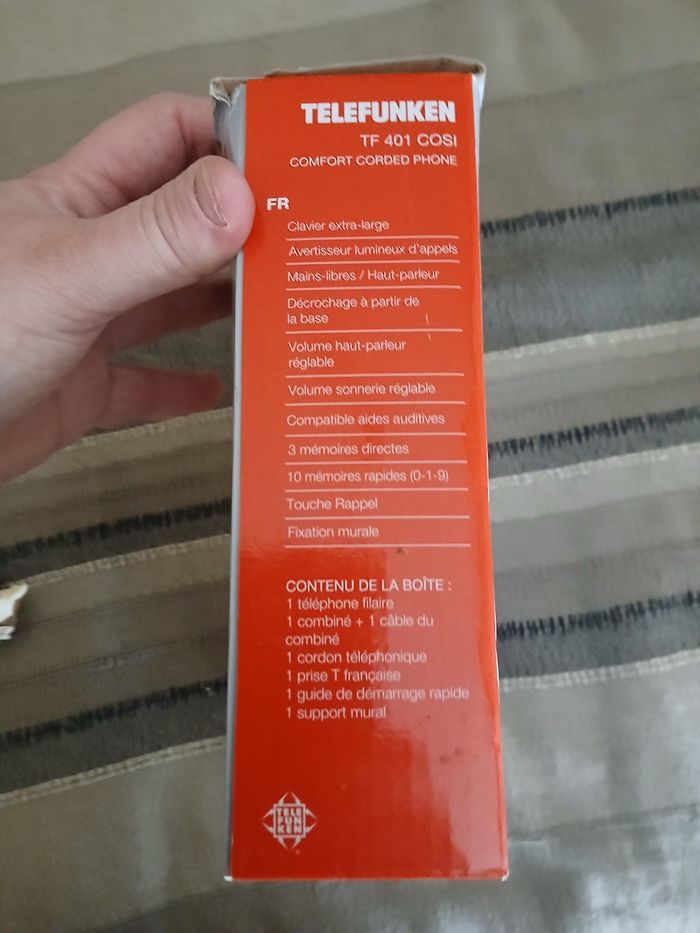 TELEFUNKEN
TF 401 COSI
COMFORT CORDED PHONE
FR
Clavier extra-large
Avertisseur lumineux d'appels
Mains-libres / Haut-parleur
Décrochage à partir de
la base
Volume haut-parleur
réglable
Volume sonnerie réglable
Compatible aides auditives
3 mémoires directes
10 mémoires rapides (0-1-9)
Touche Rappel
Fixation murale
CONTENU DE LA BOÎTE :
1 téléphone filaire
1 combiné + 1 câble du
combiné
1 cordon téléphonique
1 prise T française
1 guide de démarrage rapide
1 support mural
TELE
FUN
KEN